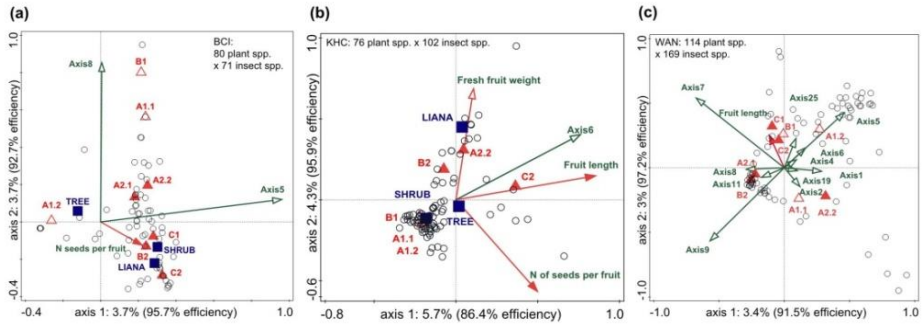 (a)
BCI:
80 plant spp.
x 71 insect spp.
1.0
Axis8
B1
A1.1
A2.1
A2.2
Axis5
A1.2
TREE
N seeds per fruit
C1
B2
SHRUB
LIANA
C2
-0.4
-0.4
1.0
axis 1: 3.7% (95.7% efficiency)
axis 2: 3.7% (92.7% efficiency)
(b)
KHC: 76 plant spp. x 102 insect spp.
1.0
Fresh fruit weight
LIANA
Axis6
A2.2
B2
Fruit length
C2
SHRUB
B1
TREE
A1.1
A1.2
N of seeds per fruit
-0.6
-0.8
1.0
axis 1: 5.7% (86.4% efficiency)
axis 2: 4.3% (95.9% efficiency)
(c)
WAN: 114 plant spp.
x 169 insect spp.
1.0
Axis7
Axis25
Fruit length
C1
B1
Axis5
A1.2
C2
Axis6
A2.1
Axis4
Axis8
Axis1
Axis11
Axis19
Axis2
B2
A1.1
A2.2
Axis9
-1.0
-1.0
1.0
axis 1: 3.4% (91.5% efficiency)
(97.2% efficiency)